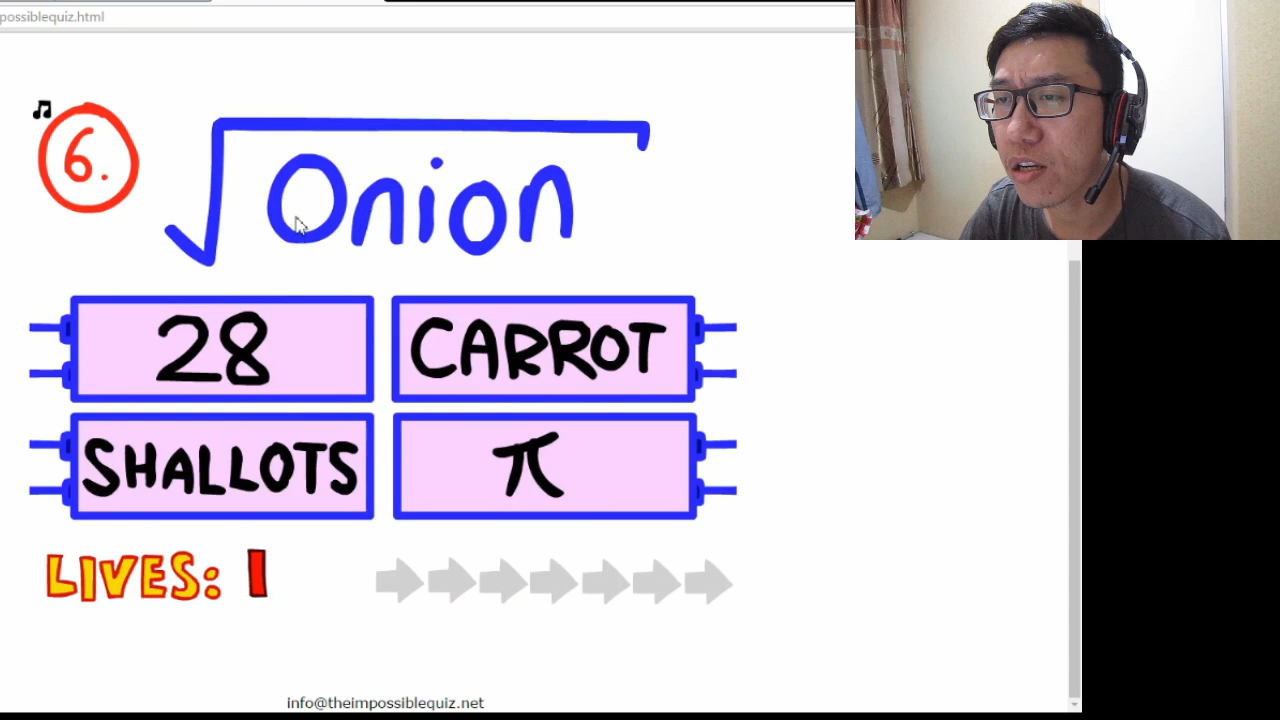 possiblequiz.html
6.
√Onion
28
CARROT
SHALLOTS
π
LIVES: 1
info@theimpossiblequiz.net